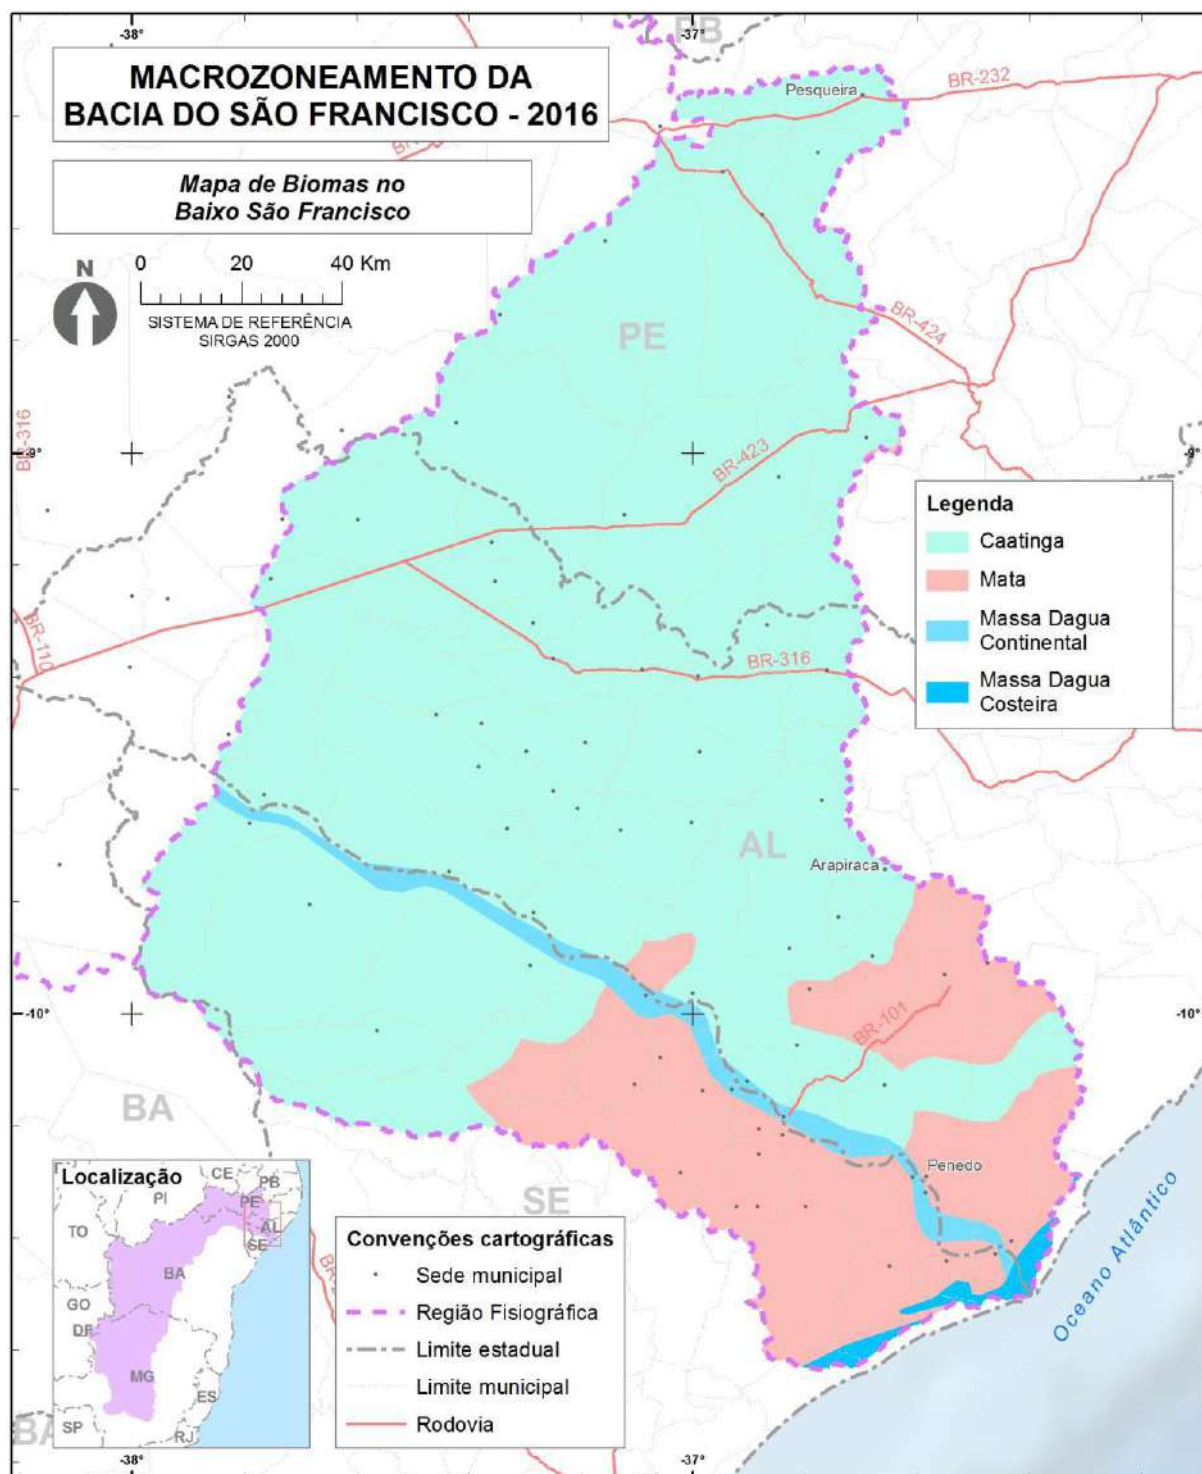 -38°
-37°
PB
MACROZONEAMENTO DA
BACIA DO SÃO FRANCISCO - 2016
Mapa de Biomas no
Baixo São Francisco
N
0 20 40 Km
SISTEMA DE REFERÊNCIA
SIRGAS 2000
Pesqueira
BR-232
PE
BR-424
BR-316
-9°
-9°
BR-423
Legenda
Caatinga
Mata
Massa Dagua
Continental
Massa Dagua
Costeira
BR-110
BR-316
AL
Arapiraca
-10°
-10°
BR-101
BA
SE
Penedo
Oceano Atlântico
Localização
CE
PB
PI
PE
TO
AL
SE
BA
GO
DF
MG
ES
SP
RJ
Convenções cartográficas
Sede municipal
Região Fisiográfica
Limite estadual
Limite municipal
Rodovia
BA
-38°
-37°